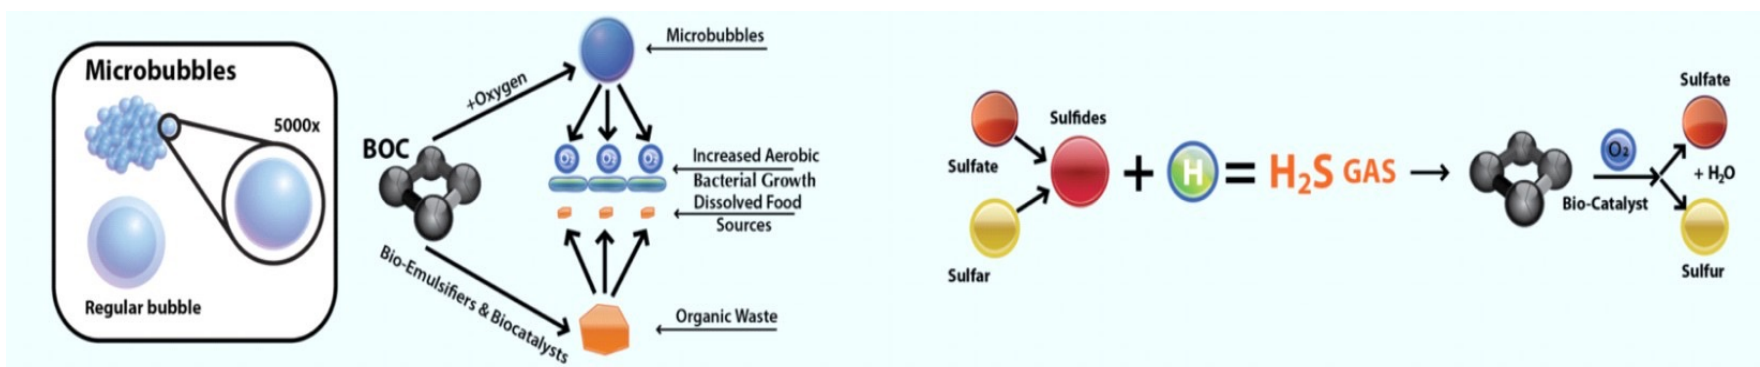 Microbubbles
5000x
Regular bubble
BOC
+Oxygen
Bio-Emulsifiers & Biocatalysts
Microbubbles
O₂ O₂ O₂
Increased Aerobic
Bacterial Growth
Dissolved Food
Sources
Organic Waste
Sulfate
Sulfar
Sulfides
+ H = H₂S GAS
O₂
Bio-Catalyst
Sulfate
+ H₂O
Sulfur